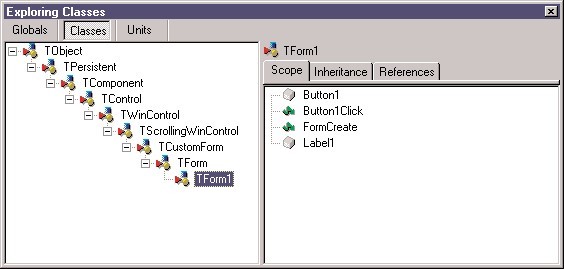 Exploring Classes
Globals Classes Units
TObject
TPersistent
TComponent
TControl
TWinControl
TScrollingWinControl
TCustomForm
TForm
TForm1
TForm1
Scope Inheritance References
Button1
Button1Click
FormCreate
Label1